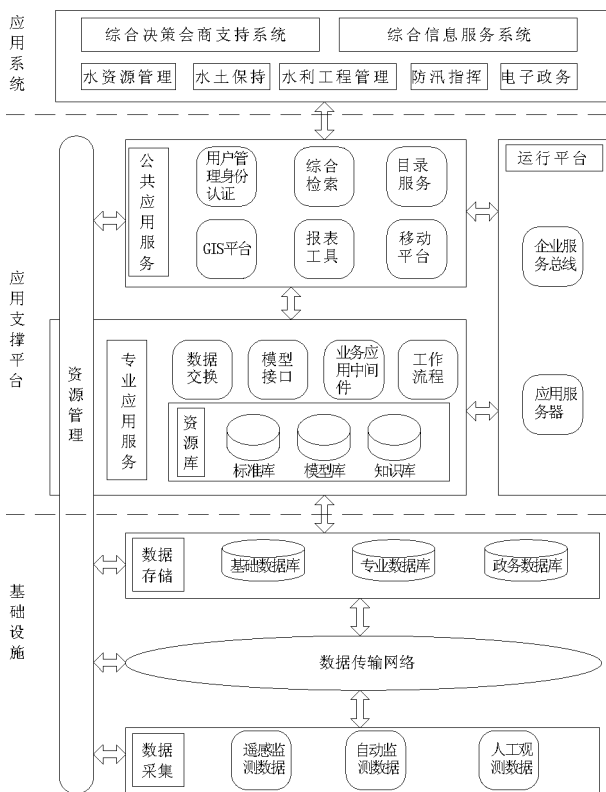 应用系统
综合决策会商支持系统
综合信息服务系统
水资源管理
水土保持
水利工程管理
防汛指挥
电子政务
应用支撑平台
资源管理
公共应用服务
用户管
理身份
认证
综合
检索
目录
服务
GIS平台
报表
工具
移动
平台
运行平台
企业服
务总线
应用服
务器
专业应用服务
数据
交换
模型
接口
业务应
用中间
件
工作
流程
资源库
标准库
模型库
知识库
基础设施
数据
存储
基础数据库
专业数据库
政务数据库
数据传输网络
数据
采集
遥感监
测数据
自动监
测数据
人工观
测数据